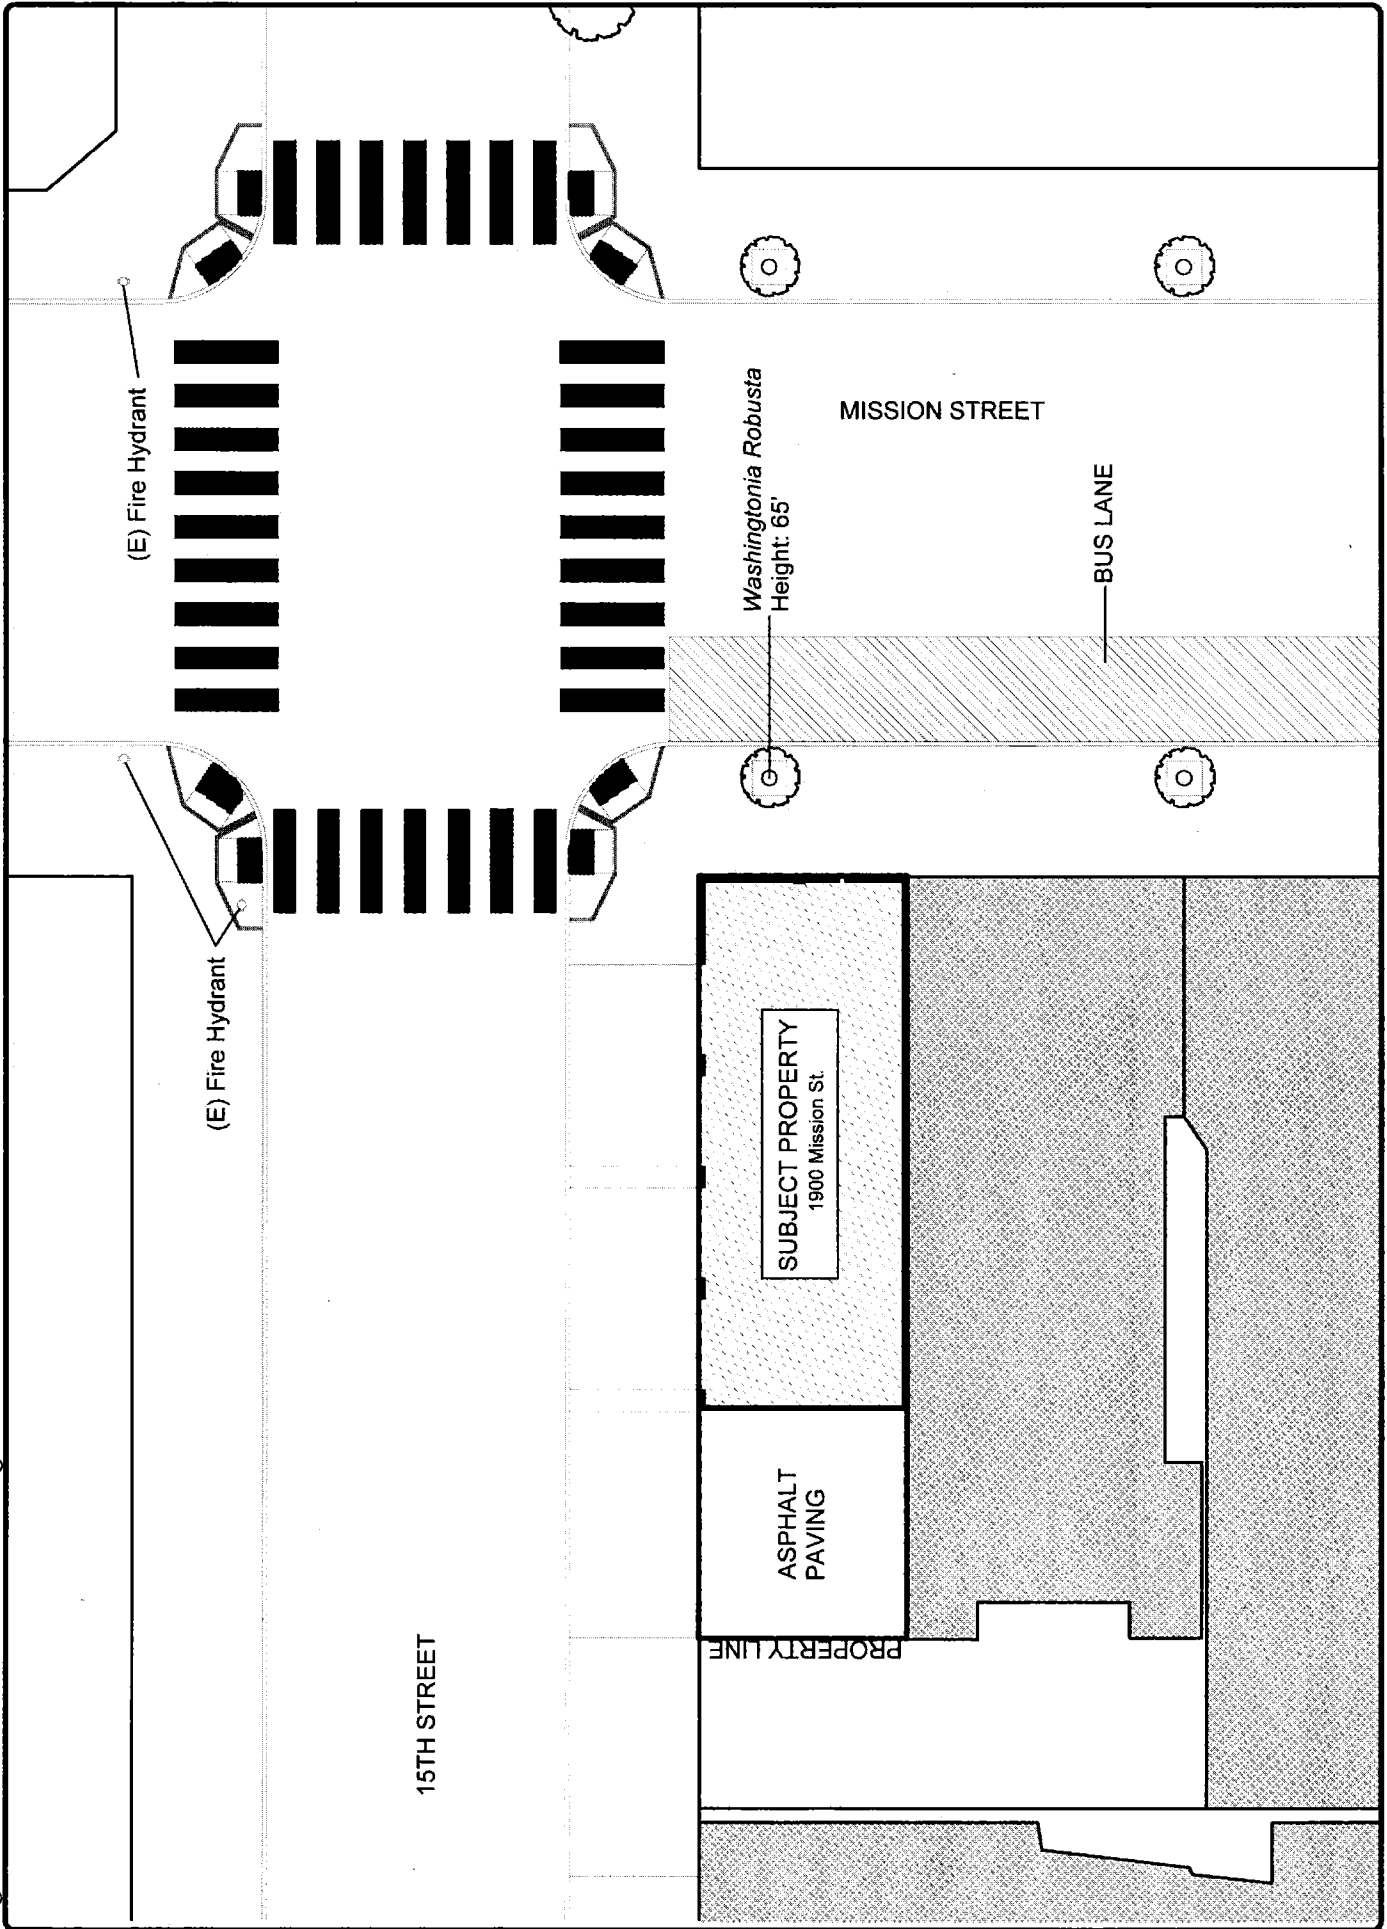 (E) Fire Hydrant
(E) Fire Hydrant
Washingtonia Robusta
Height: 65'
MISSION STREET
BUS LANE
SUBJECT PROPERTY
1900 Mission St.
ASPHALT
PAVING
PROPERTY LINE
15TH STREET